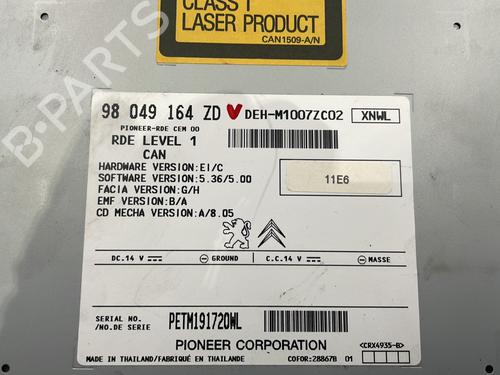 CLASS 1
LASER PRODUCT
CAN1509-A/N
98 049 164 ZD DEH-M1007ZC02 XNWL
PIONEER-RDE CEM 00
RDE LEVEL 1
CAN
HARDWARE VERSION:EI/C
SOFTWARE VERSION:5.36/5.00
FACIA VERSION:G/H
EMF VERSION:B/A
CD MECHA VERSION:A/8.05
11E6
DC.14 V GROUND C.C.14 V MASSE
SERIAL NO.
/NO.DE SERIE
PETM191720WL
PIONEER CORPORATION <CRX4935-B>
MADE IN THAILAND/FABRIQUÉ EN THAILANDE COFOR:28867B 01